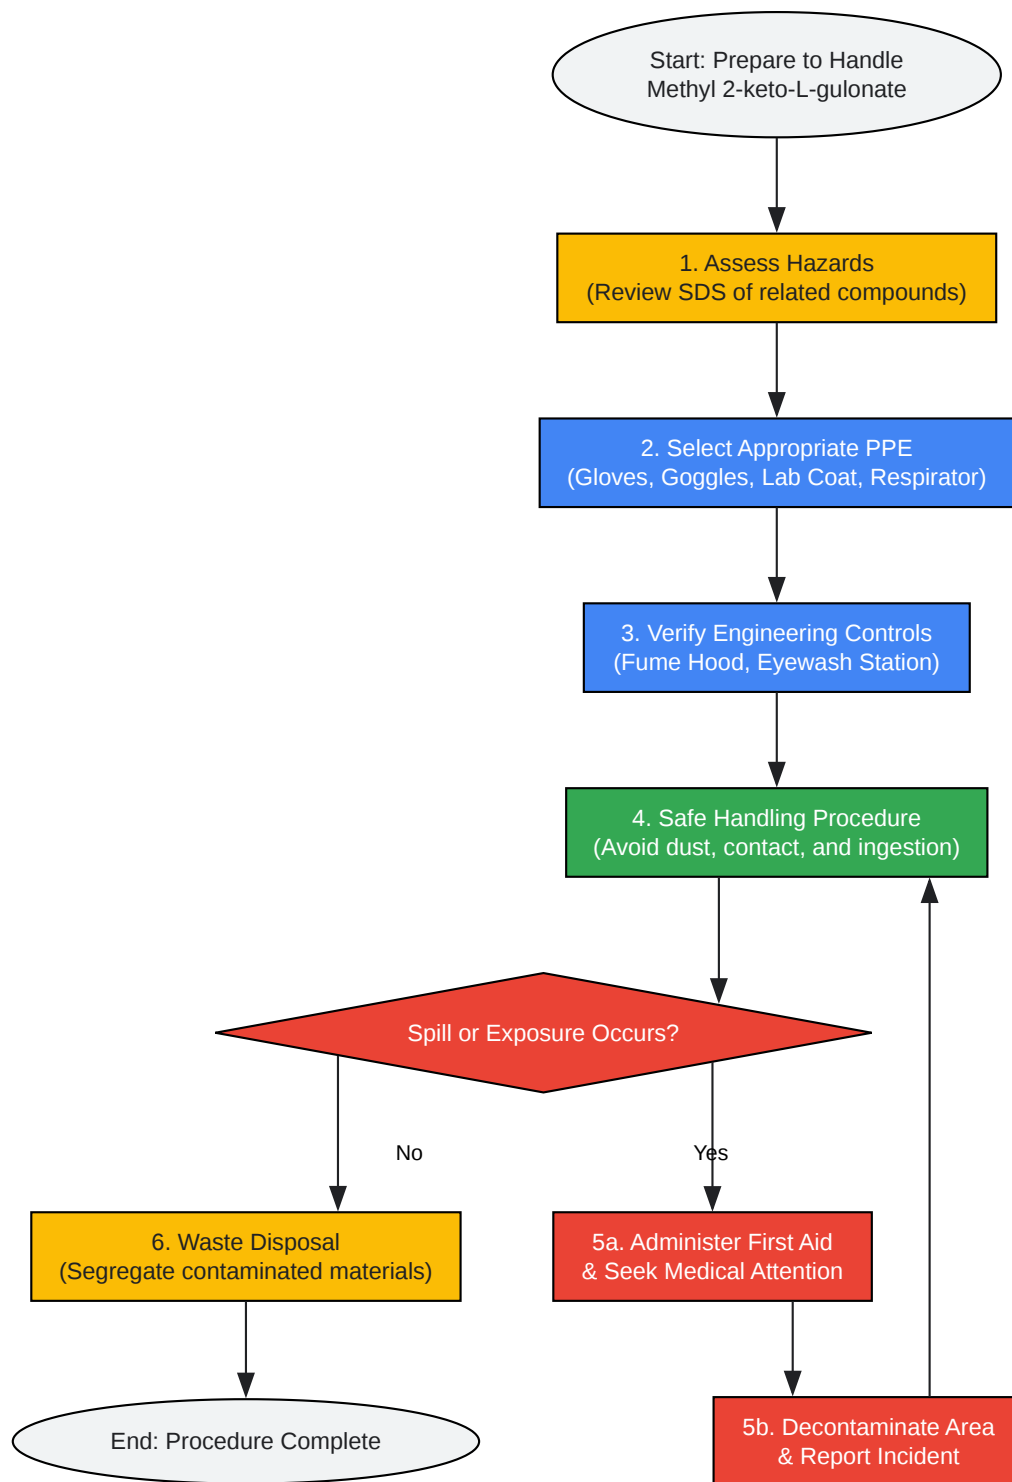 Start: Prepare to Handle
Methyl 2-keto-L-gulonate
1. Assess Hazards
(Review SDS of related compounds)
2. Select Appropriate PPE
(Gloves, Goggles, Lab Coat, Respirator)
3. Verify Engineering Controls
(Fume Hood, Eyewash Station)
4. Safe Handling Procedure
(Avoid dust, contact, and ingestion)
Spill or Exposure Occurs?
No
Yes
6. Waste Disposal
(Segregate contaminated materials)
5a. Administer First Aid
& Seek Medical Attention
End: Procedure Complete
5b. Decontaminate Area
& Report Incident